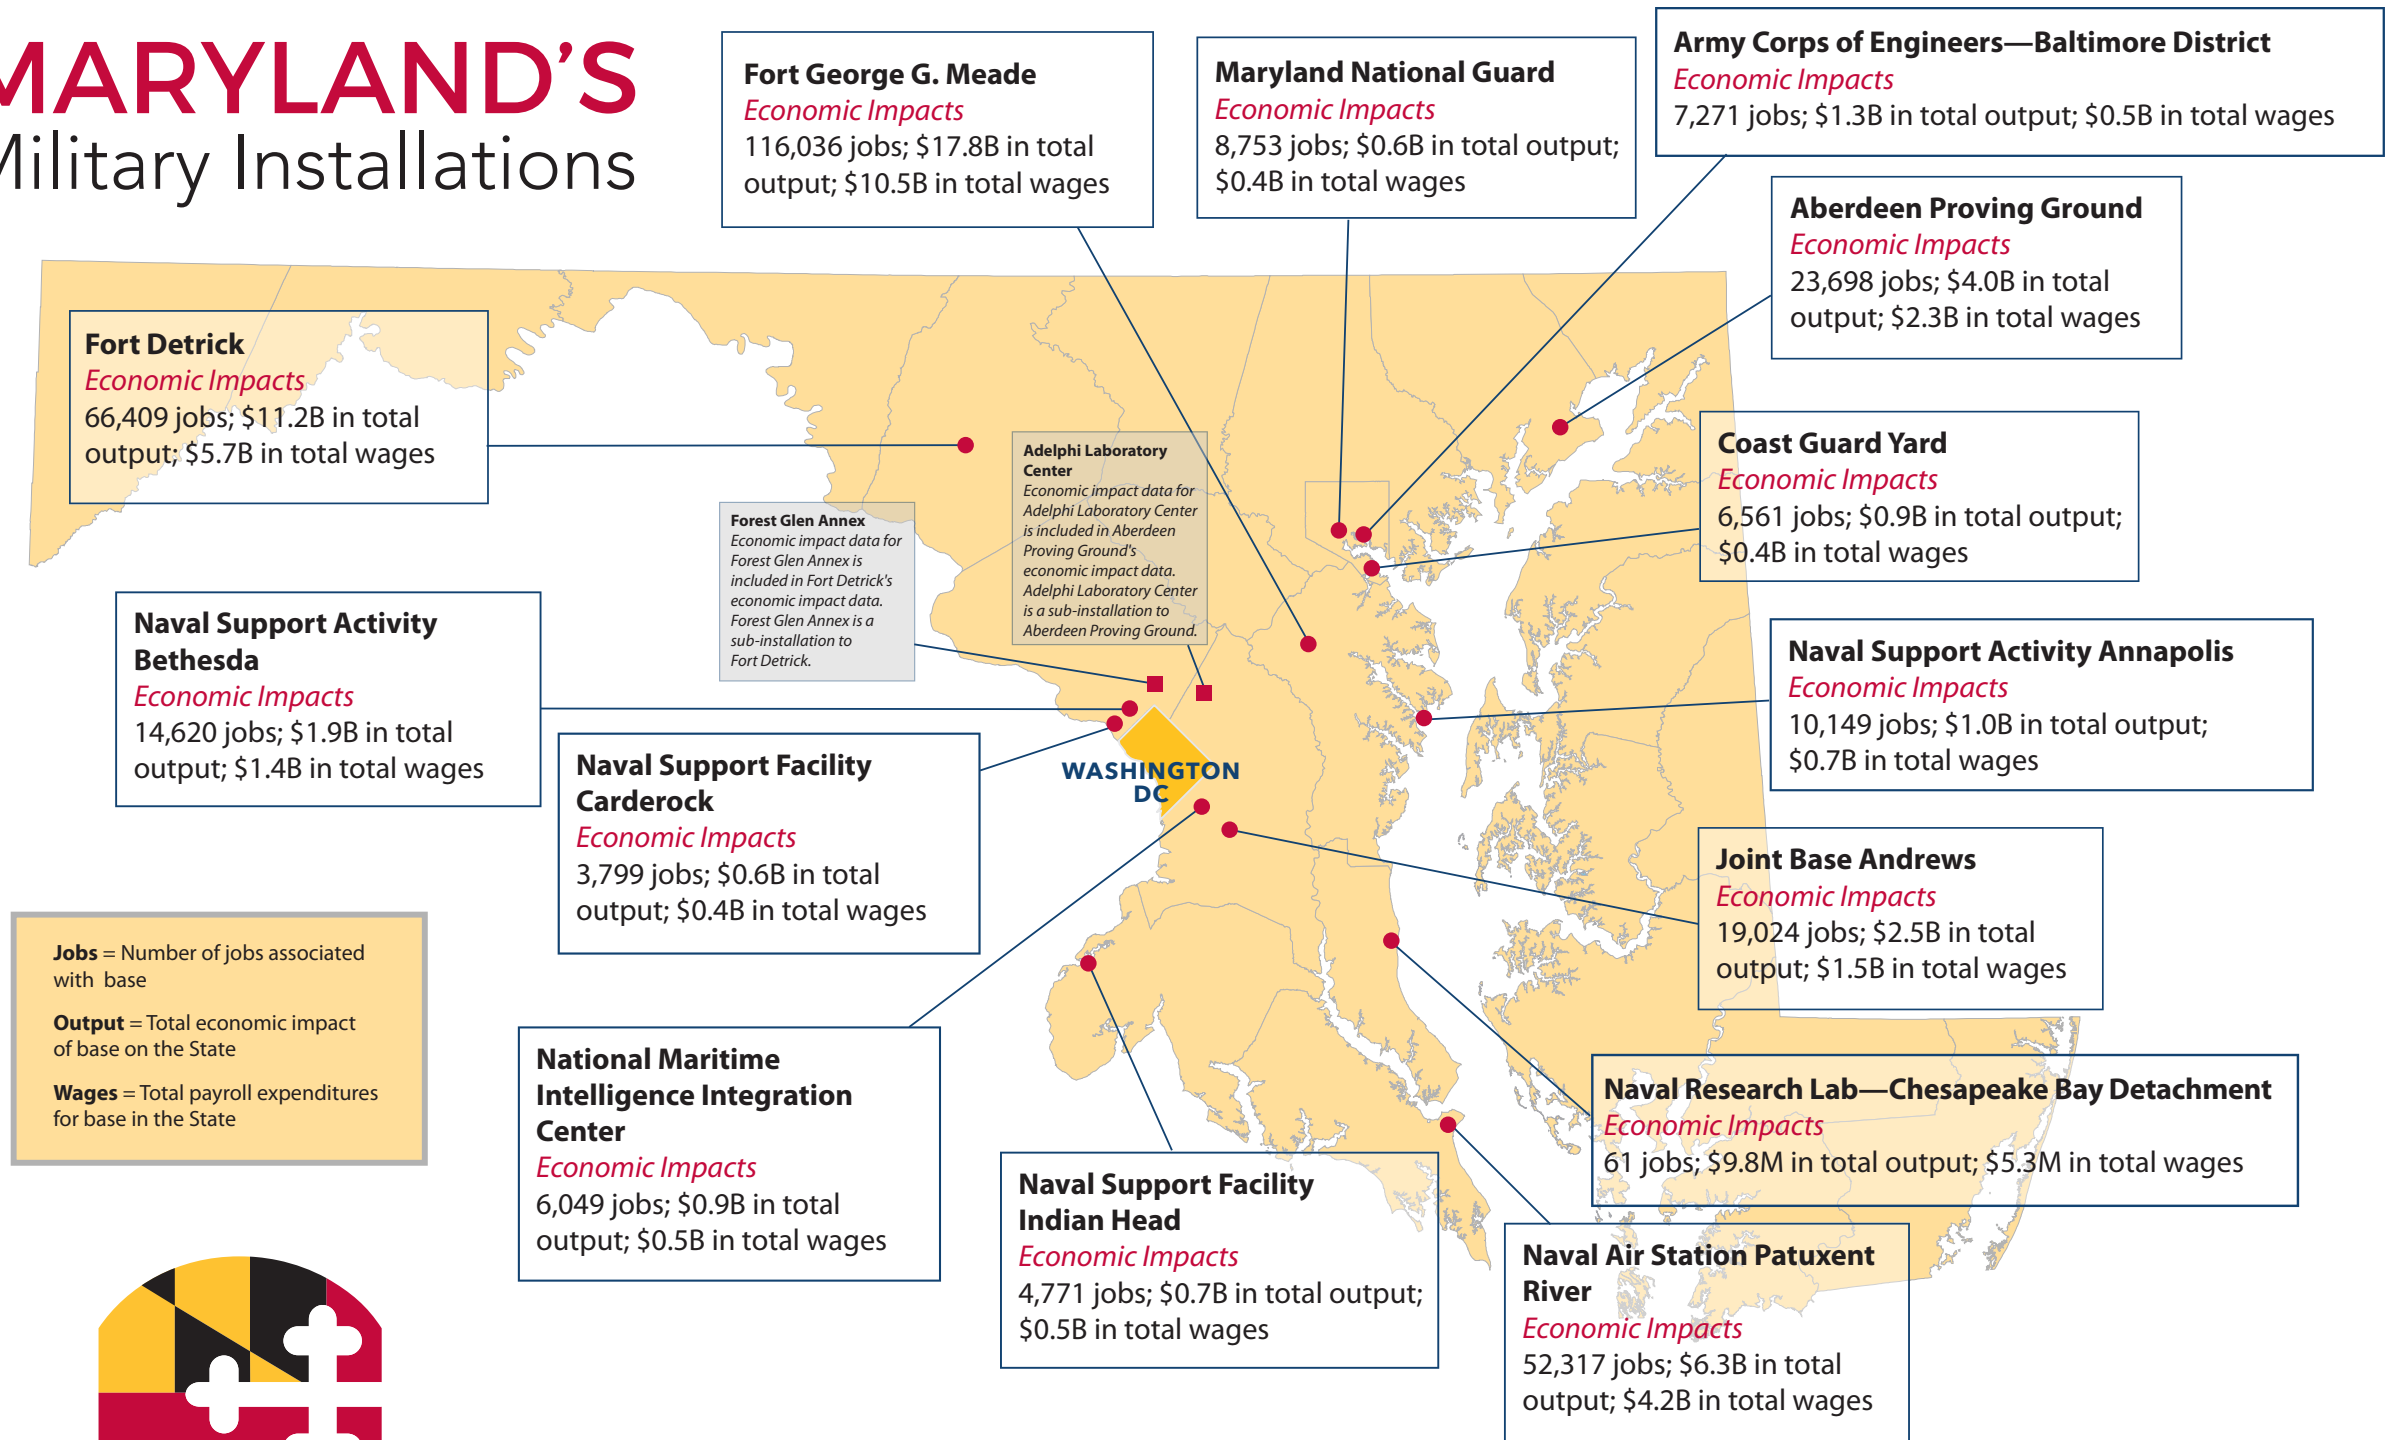 MARYLAND'S
Military Installations
Fort George G. Meade
Economic Impacts
116,036 jobs; $17.8B in total
output; $10.5B in total wages
Maryland National Guard
Economic Impacts
8,753 jobs; $0.6B in total output;
$0.4B in total wages
Army Corps of Engineers—Baltimore District
Economic Impacts
7,271 jobs; $1.3B in total output; $0.5B in total wages
Aberdeen Proving Ground
Economic Impacts
23,698 jobs; $4.0B in total
output; $2.3B in total wages
Fort Detrick
Economic Impacts
66,409 jobs; $11.2B in total
output; $5.7B in total wages
Adelphi Laboratory
Center
Economic impact data for
Adelphi Laboratory Center
is included in Aberdeen
Proving Ground's
economic impact data.
Adelphi Laboratory Center
is a sub-installation to
Aberdeen Proving Ground.
Forest Glen Annex
Economic impact data for
Forest Glen Annex is
included in Fort Detrick's
economic impact data.
Forest Glen Annex is a
sub-installation to
Fort Detrick.
Coast Guard Yard
Economic Impacts
6,561 jobs; $0.9B in total output;
$0.4B in total wages
Naval Support Activity
Bethesda
Economic Impacts
14,620 jobs; $1.9B in total
output; $1.4B in total wages
Naval Support Activity Annapolis
Economic Impacts
10,149 jobs; $1.0B in total output;
$0.7B in total wages
Naval Support Facility
Carderock
Economic Impacts
3,799 jobs; $0.6B in total
output; $0.4B in total wages
WASHINGTON
DC
Joint Base Andrews
Economic Impacts
19,024 jobs; $2.5B in total
output; $1.5B in total wages
Jobs = Number of jobs associated
with base
Output = Total economic impact
of base on the State
Wages = Total payroll expenditures
for base in the State
National Maritime
Intelligence Integration
Center
Economic Impacts
6,049 jobs; $0.9B in total
output; $0.5B in total wages
Naval Research Lab—Chesapeake Bay Detachment
Economic Impacts
61 jobs; $9.8M in total output; $5.3M in total wages
Naval Support Facility
Indian Head
Economic Impacts
4,771 jobs; $0.7B in total output;
$0.5B in total wages
Naval Air Station Patuxent
River
Economic Impacts
52,317 jobs; $6.3B in total
output; $4.2B in total wages